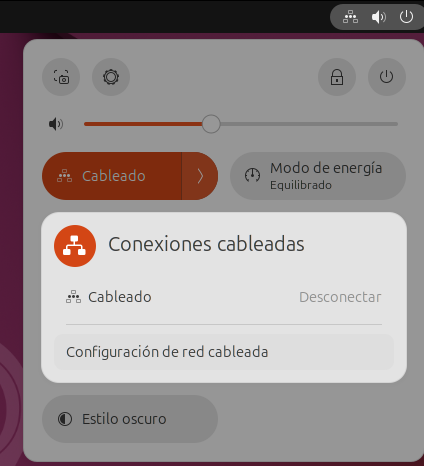 Cableado
Modo de energía
Equilibrado
Conexiones cableadas
Cableado
Desconectar
Configuración de red cableada
Estilo oscuro